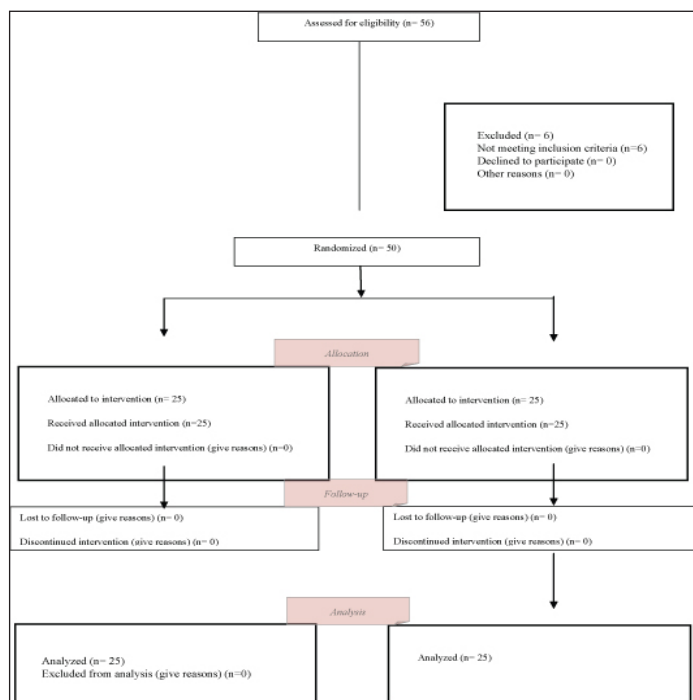 Assessed for eligibility (n= 56)
Excluded (n= 6)
Not meeting inclusion criteria (n=6)
Declined to participate (n= 0)
Other reasons (n= 0)
Randomized (n= 50)
Allocation
Allocated to intervention (n= 25)
Received allocated intervention (n=25)
Did not receive allocated intervention (give reasons) (n=0)
Allocated to intervention (n= 25)
Received allocated intervention (n=25)
Did not receive allocated intervention (give reasons) (n=0)
Follow-up
Lost to follow-up (give reasons) (n= 0)
Discontinued intervention (give reasons) (n= 0)
Lost to follow-up (give reasons) (n= 0)
Discontinued intervention (give reasons) (n= 0)
Analysis
Analyzed (n= 25)
Excluded from analysis (give reasons) (n=0)
Analyzed (n= 25)